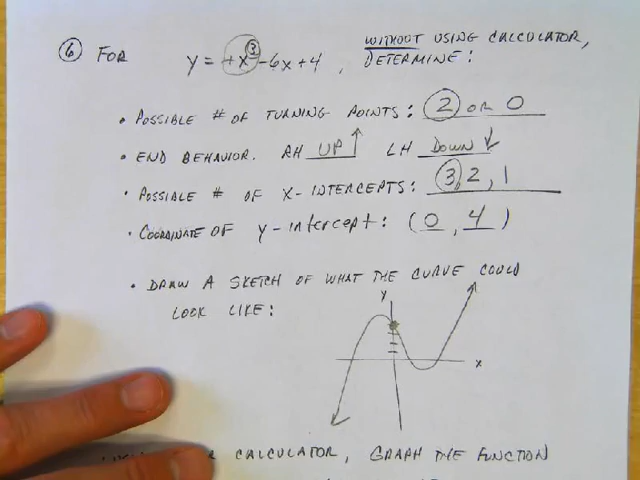 6 FOR y = +x³-6x+4, WITHOUT USING CALCULATOR,
DETERMINE:
• POSSIBLE # OF TURNING POINTS: 2 OR 0
• END BEHAVIOR. RH UP ↑ LH DOWN ↓
• POSSIBLE # OF X-INTERCEPTS: 3, 2, 1
• COORDINATE OF Y-intercept: (0, 4)
• DRAW A SKETCH OF WHAT THE CURVE COULD
LOOK LIKE:
y
x
CALCULATOR, GRAPH THE FUNCTION